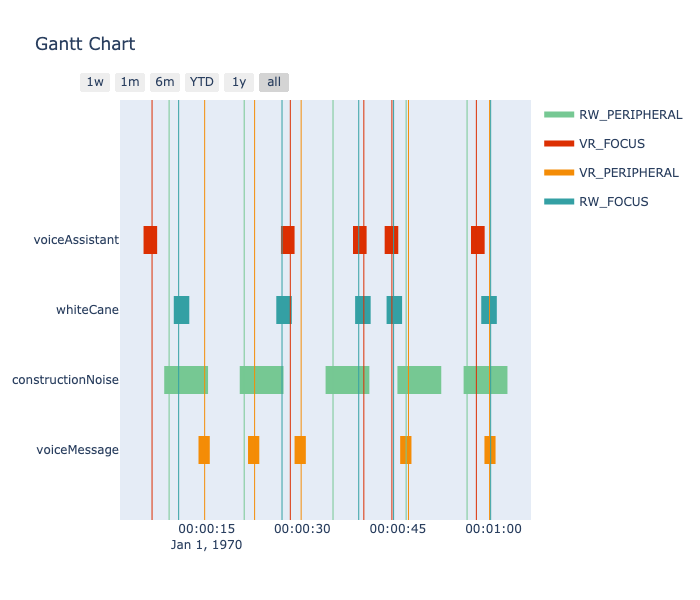 Gantt Chart
1w 1m 6m YTD 1y all
RW_PERIPHERAL
VR_FOCUS
VR_PERIPHERAL
RW_FOCUS
voiceAssistant
whiteCane
constructionNoise
voiceMessage
00:00:15 00:00:30 00:00:45 00:01:00
Jan 1, 1970